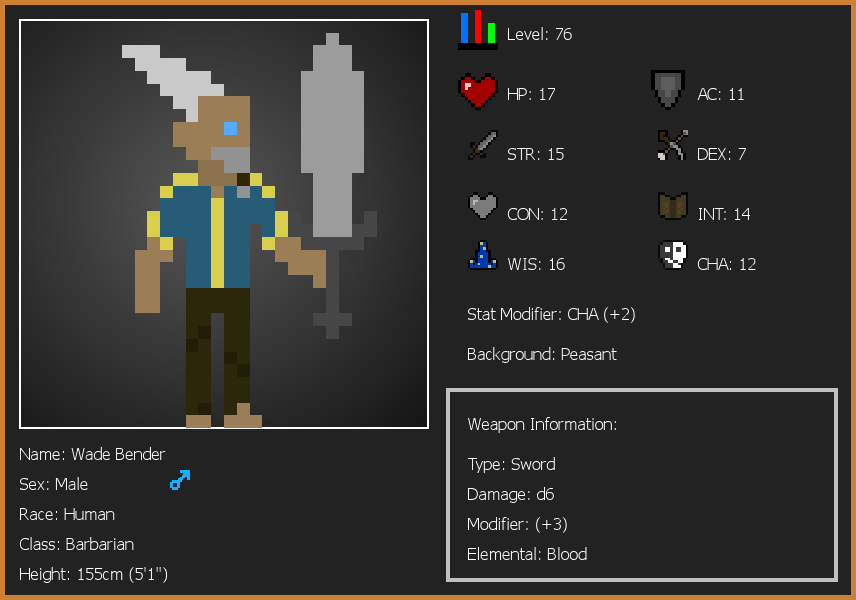 Level: 76
HP: 17
AC: 11
STR: 15
DEX: 7
CON: 12
INT: 14
WIS: 16
CHA: 12
Stat Modifier: CHA (+2)
Background: Peasant
Weapon Information:
Type: Sword
Damage: d6
Modifier: (+3)
Elemental: Blood
Name: Wade Bender
Sex: Male
Race: Human
Class: Barbarian
Height: 155cm (5'1")